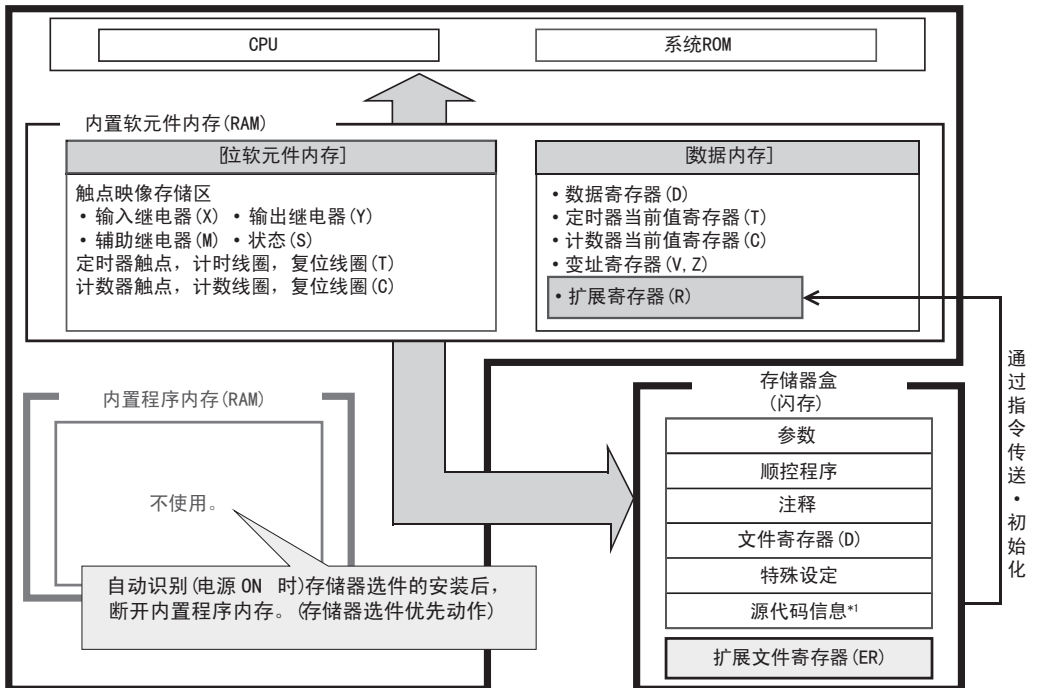 CPU
系统ROM
内置软元件内存(RAM)
[位软元件内存]
触点映像存储区
・输入继电器(X) ・输出继电器(Y)
・辅助继电器(M) ・状态(S)
定时器触点，计时线圈，复位线圈(T)
计数器触点，计数线圈，复位线圈(C)
[数据内存]
・数据寄存器(D)
・定时器当前值寄存器(T)
・计数器当前值寄存器(C)
・变址寄存器(V,Z)
・扩展寄存器(R)
通过指令传送・初始化
内置程序内存(RAM)
不使用。
自动识别(电源 ON 时)存储器选件的安装后，
断开内置程序内存。(存储器选件优先动作)
存储器盒
(闪存)
参数
顺控程序
注释
文件寄存器(D)
特殊设定
源代码信息*1
扩展文件寄存器(ER)